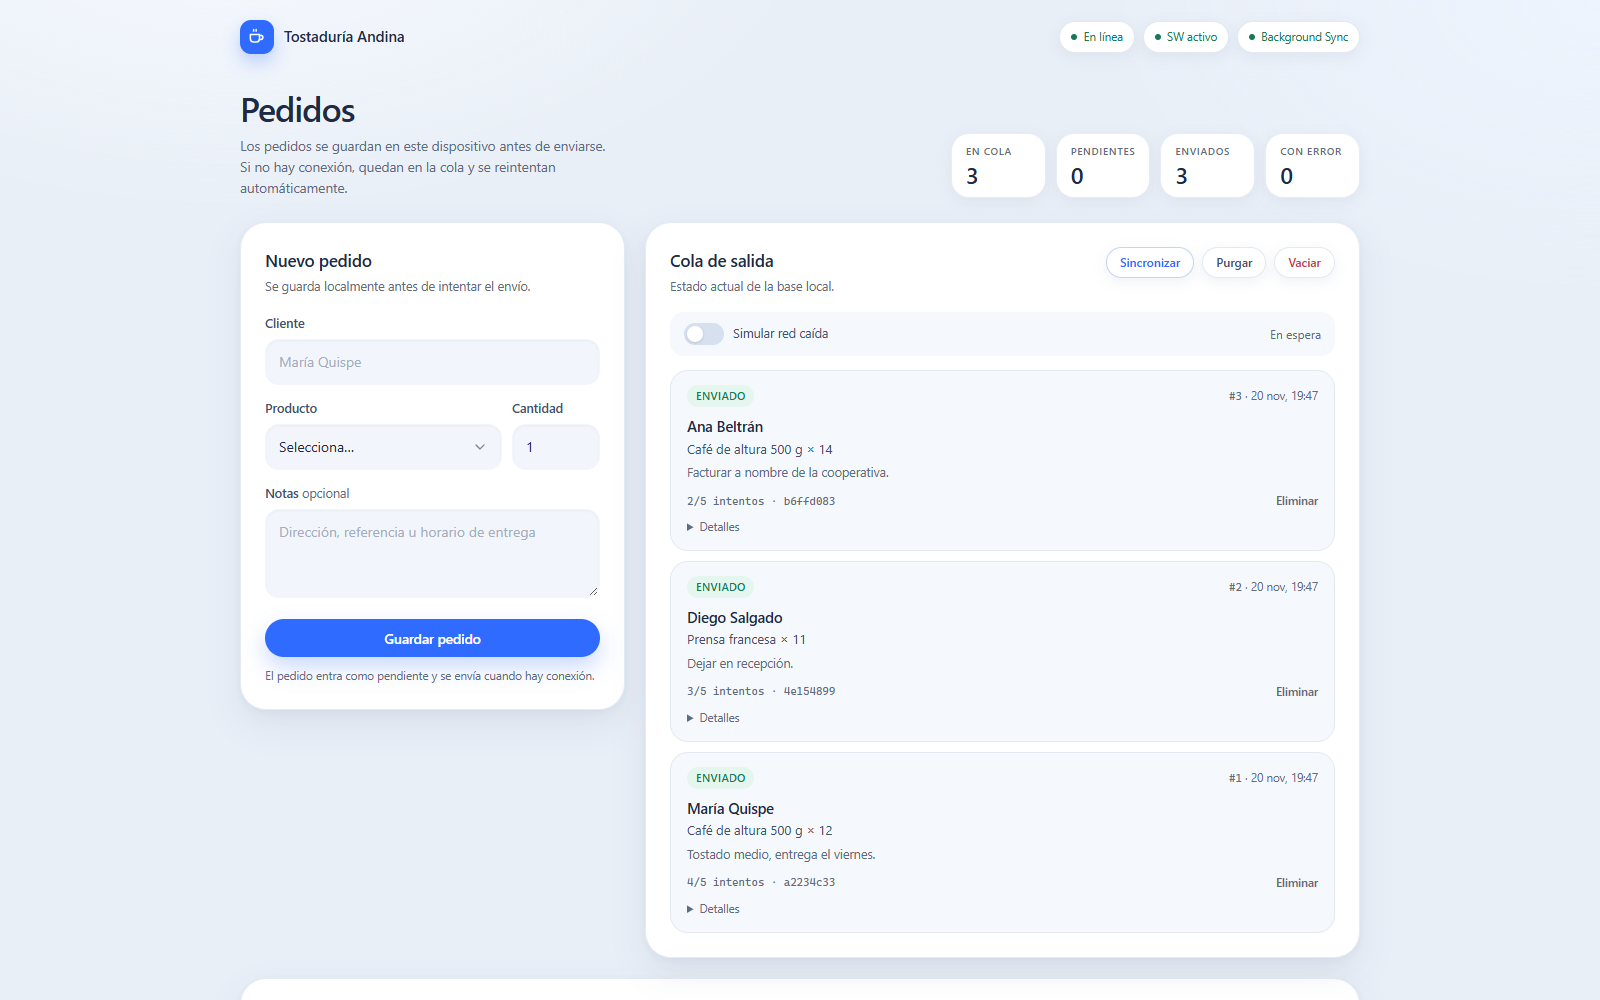 Tostaduría Andina
En línea
SW activo
Background Sync
Pedidos
Los pedidos se guardan en este dispositivo antes de enviarse.
Si no hay conexión, quedan en la cola y se reintentan
automáticamente.
EN COLA
3
PENDIENTES
0
ENVIADOS
3
CON ERROR
0
Nuevo pedido
Se guarda localmente antes de intentar el envío.
Cliente
María Quispe
Producto
Cantidad
Selecciona...
1
Notas opcional
Dirección, referencia u horario de entrega
Guardar pedido
El pedido entra como pendiente y se envía cuando hay conexión.
Cola de salida
Estado actual de la base local.
Sincronizar
Purgar
Vaciar
Simular red caída
En espera
ENVIADO
#3 · 20 nov, 19:47
Ana Beltrán
Café de altura 500 g × 14
Facturar a nombre de la cooperativa.
2/5 intentos · b6ffd083
Eliminar
Detalles
ENVIADO
#2 · 20 nov, 19:47
Diego Salgado
Prensa francesa × 11
Dejar en recepción.
3/5 intentos · 4e154899
Eliminar
Detalles
ENVIADO
#1 · 20 nov, 19:47
María Quispe
Café de altura 500 g × 12
Tostado medio, entrega el viernes.
4/5 intentos · a2234c33
Eliminar
Detalles